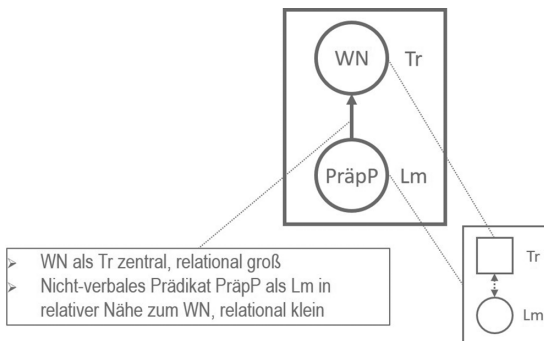 WN Tr
PräpP Lm
➢ WN als Tr zentral, relational groß
➢ Nicht-verbales Prädikat PräpP als Lm in
relativer Nähe zum WN, relational klein
Tr
Lm